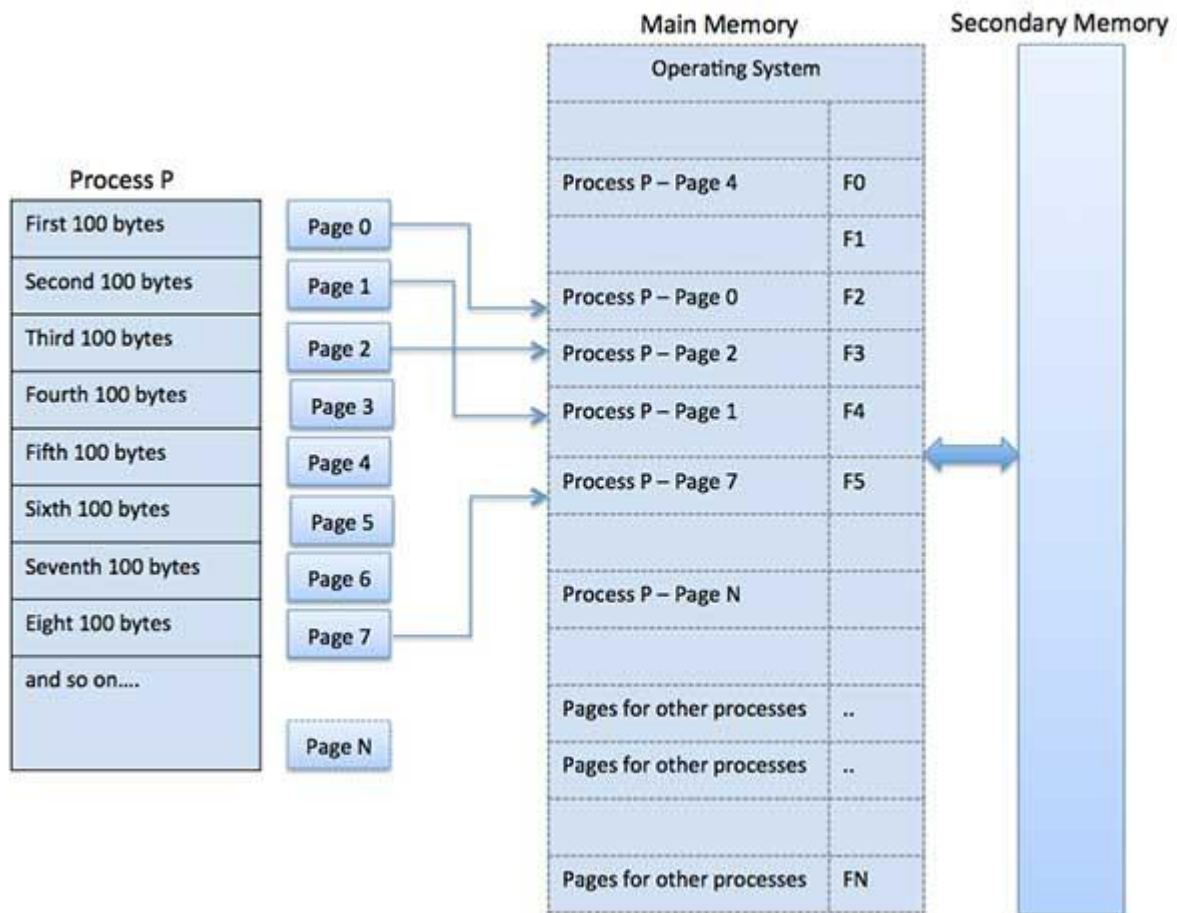 Main Memory
Secondary Memory
Operating System
Process P
First 100 bytes
Second 100 bytes
Third 100 bytes
Fourth 100 bytes
Fifth 100 bytes
Sixth 100 bytes
Seventh 100 bytes
Eight 100 bytes
and so on....
Page 0
Page 1
Page 2
Page 3
Page 4
Page 5
Page 6
Page 7
Page N
Process P – Page 4 F0
F1
Process P – Page 0 F2
Process P – Page 2 F3
Process P – Page 1 F4
Process P – Page 7 F5
Process P – Page N
Pages for other processes ..
Pages for other processes ..
Pages for other processes FN